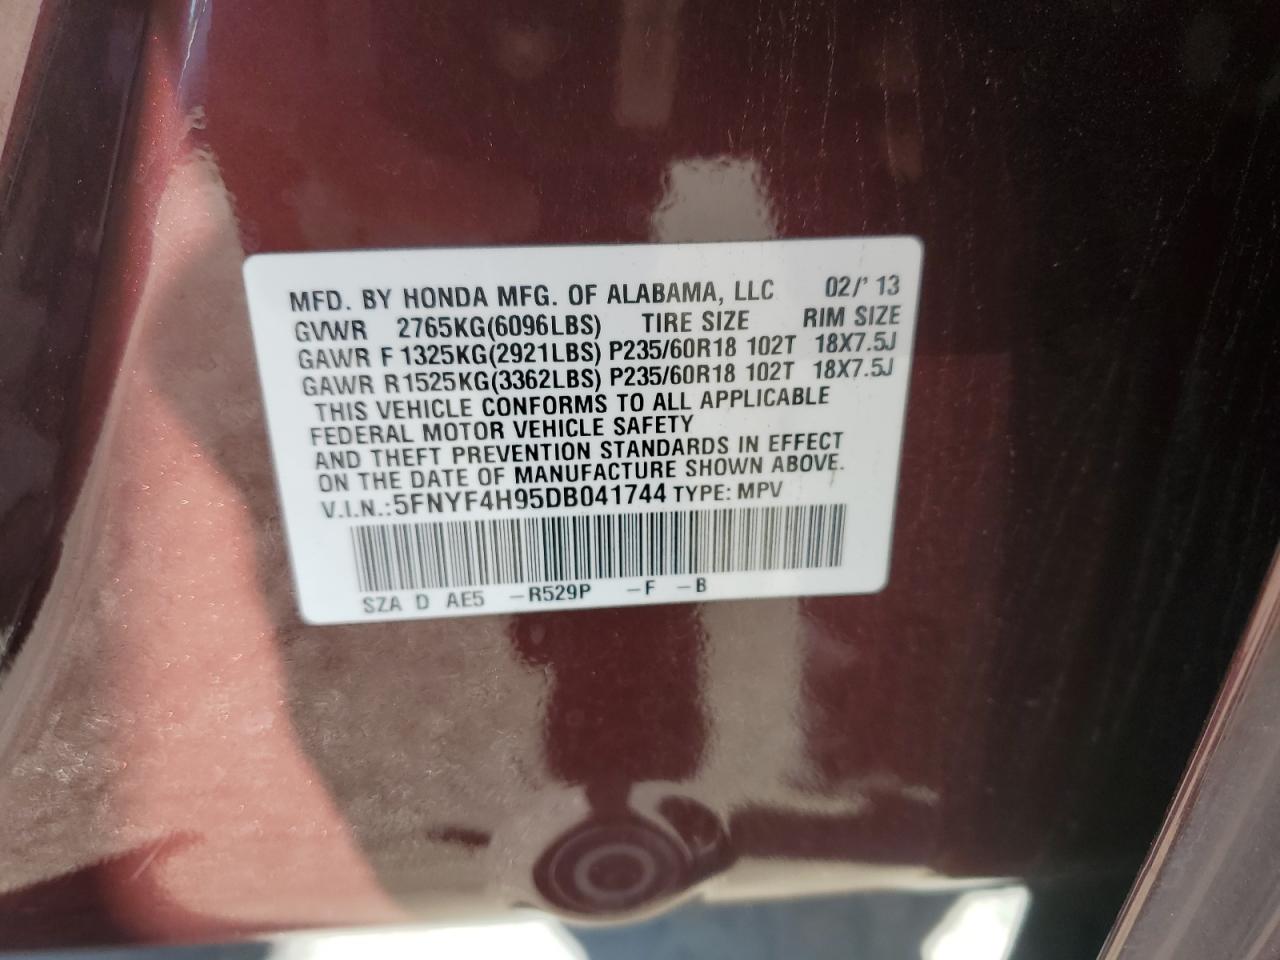 MFD. BY HONDA MFG. OF ALABAMA, LLC 02/'13
GVWR 2765KG(6096LBS) TIRE SIZE RIM SIZE
GAWR F 1325KG(2921LBS) P235/60R18 102T 18X7.5J
GAWR R1525KG(3362LBS) P235/60R18 102T 18X7.5J
THIS VEHICLE CONFORMS TO ALL APPLICABLE
FEDERAL MOTOR VEHICLE SAFETY
AND THEFT PREVENTION STANDARDS IN EFFECT
ON THE DATE OF MANUFACTURE SHOWN ABOVE.
V.I.N.:5FNYF4H95DB041744 TYPE: MPV
SZA D AE5 -R529P -F -B